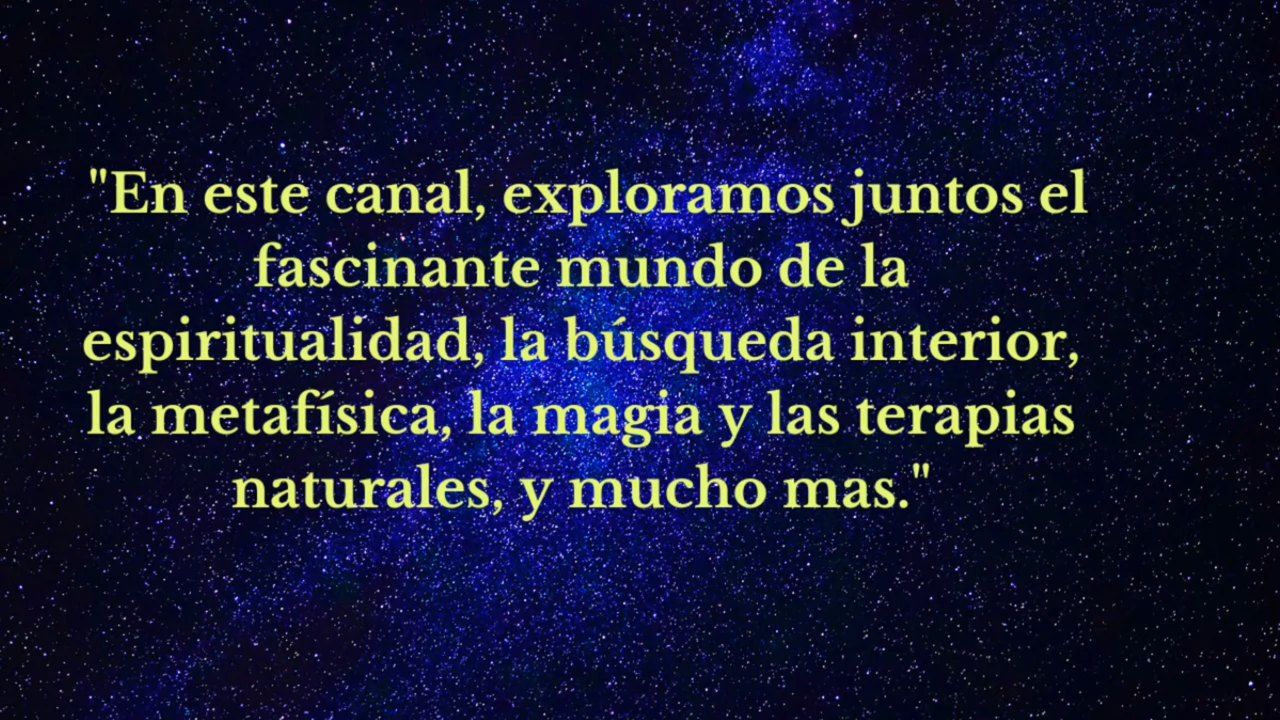 "En este canal, exploramos juntos el
fascinante mundo de la
espiritualidad, la búsqueda interior,
la metafísica, la magia y las terapias
naturales, y mucho mas."